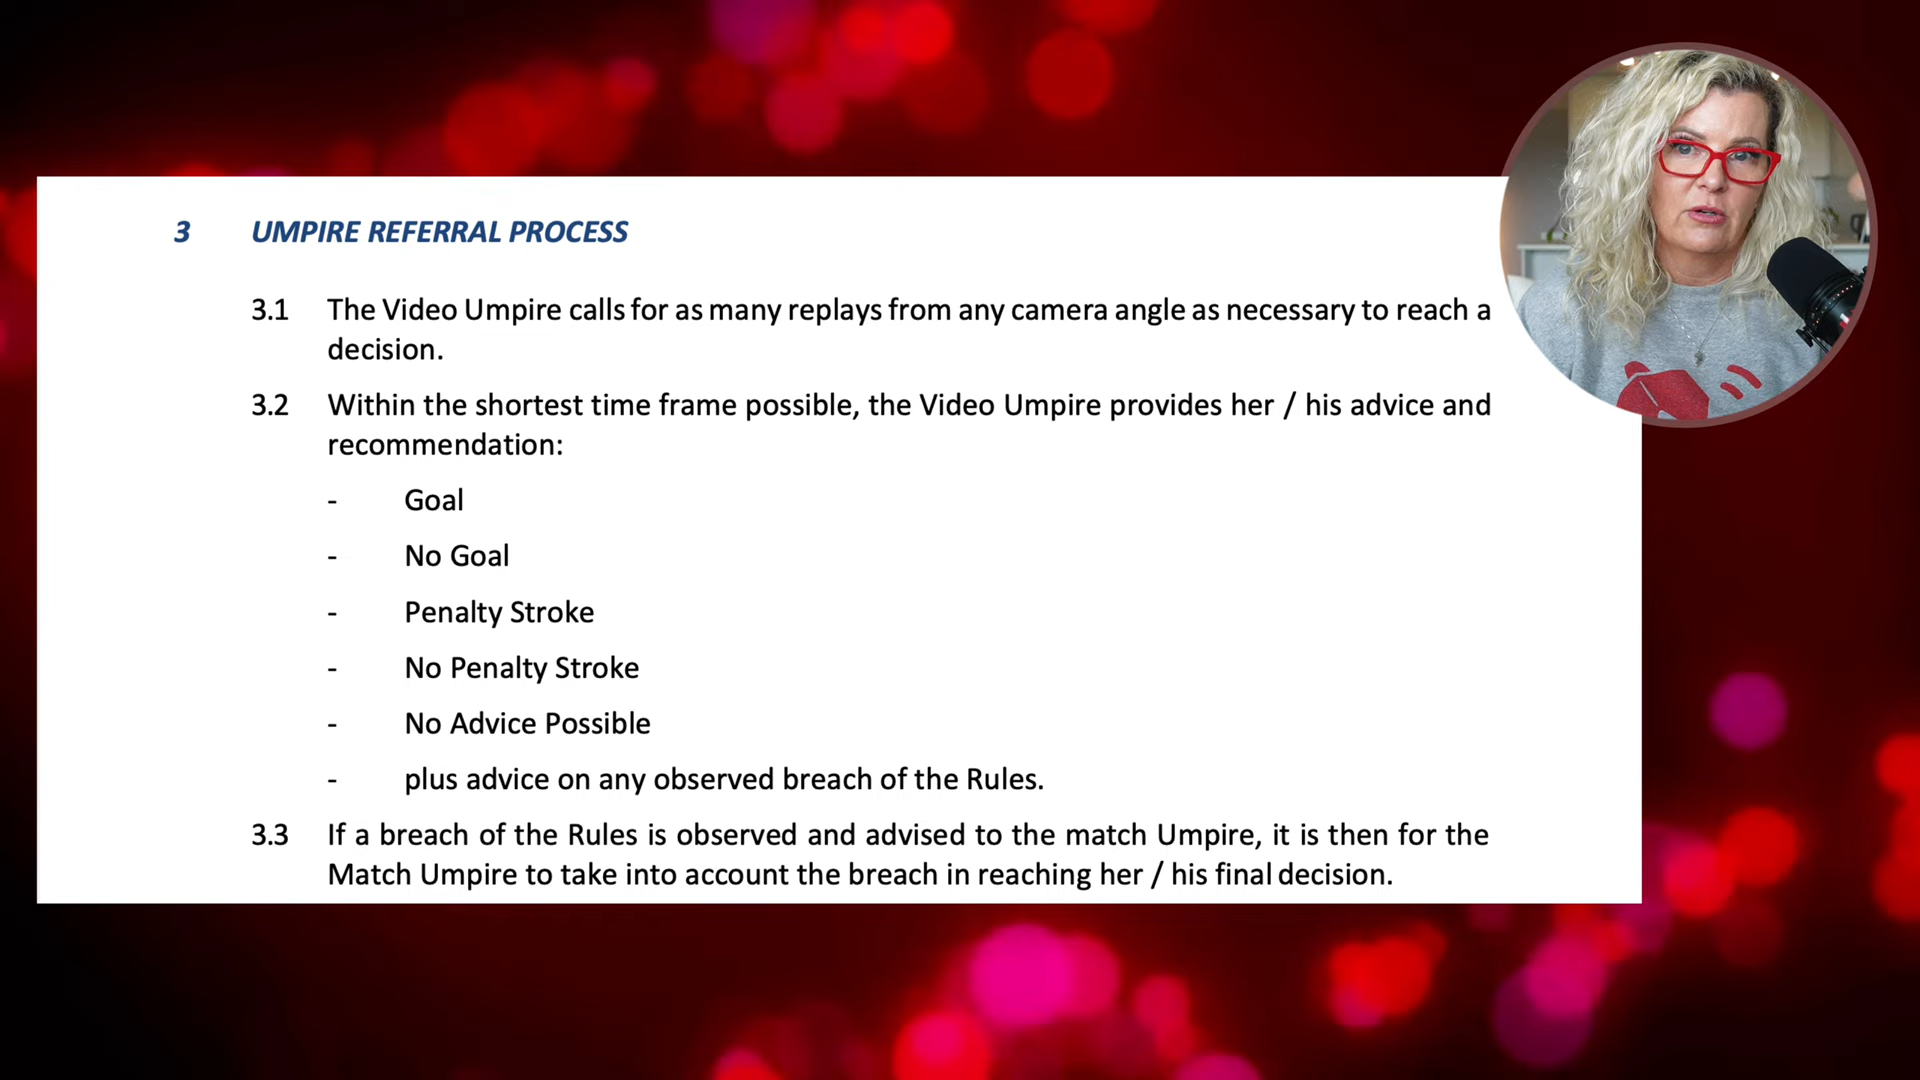 3 UMPIRE REFERRAL PROCESS
3.1 The Video Umpire calls for as many replays from any camera angle as necessary to reach a
decision.
3.2 Within the shortest time frame possible, the Video Umpire provides her / his advice and
recommendation:
- Goal
- No Goal
- Penalty Stroke
- No Penalty Stroke
- No Advice Possible
- plus advice on any observed breach of the Rules.
3.3 If a breach of the Rules is observed and advised to the match Umpire, it is then for the
Match Umpire to take into account the breach in reaching her / his final decision.